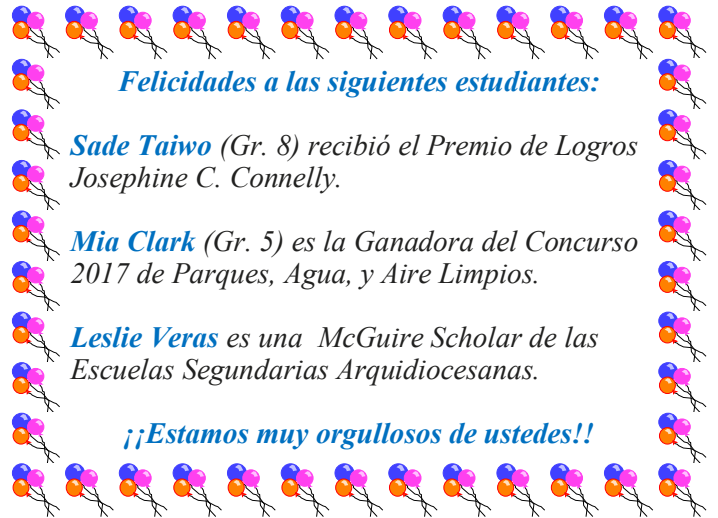 Felicidades a las siguientes estudiantes:
Sade Taiwo (Gr. 8) recibió el Premio de Logros
Josephine C. Connelly.
Mia Clark (Gr. 5) es la Ganadora del Concurso
2017 de Parques, Agua, y Aire Limpios.
Leslie Veras es una McGuire Scholar de las
Escuelas Segundarias Arquidiocesanas.
¡¡Estamos muy orgullosos de ustedes!!